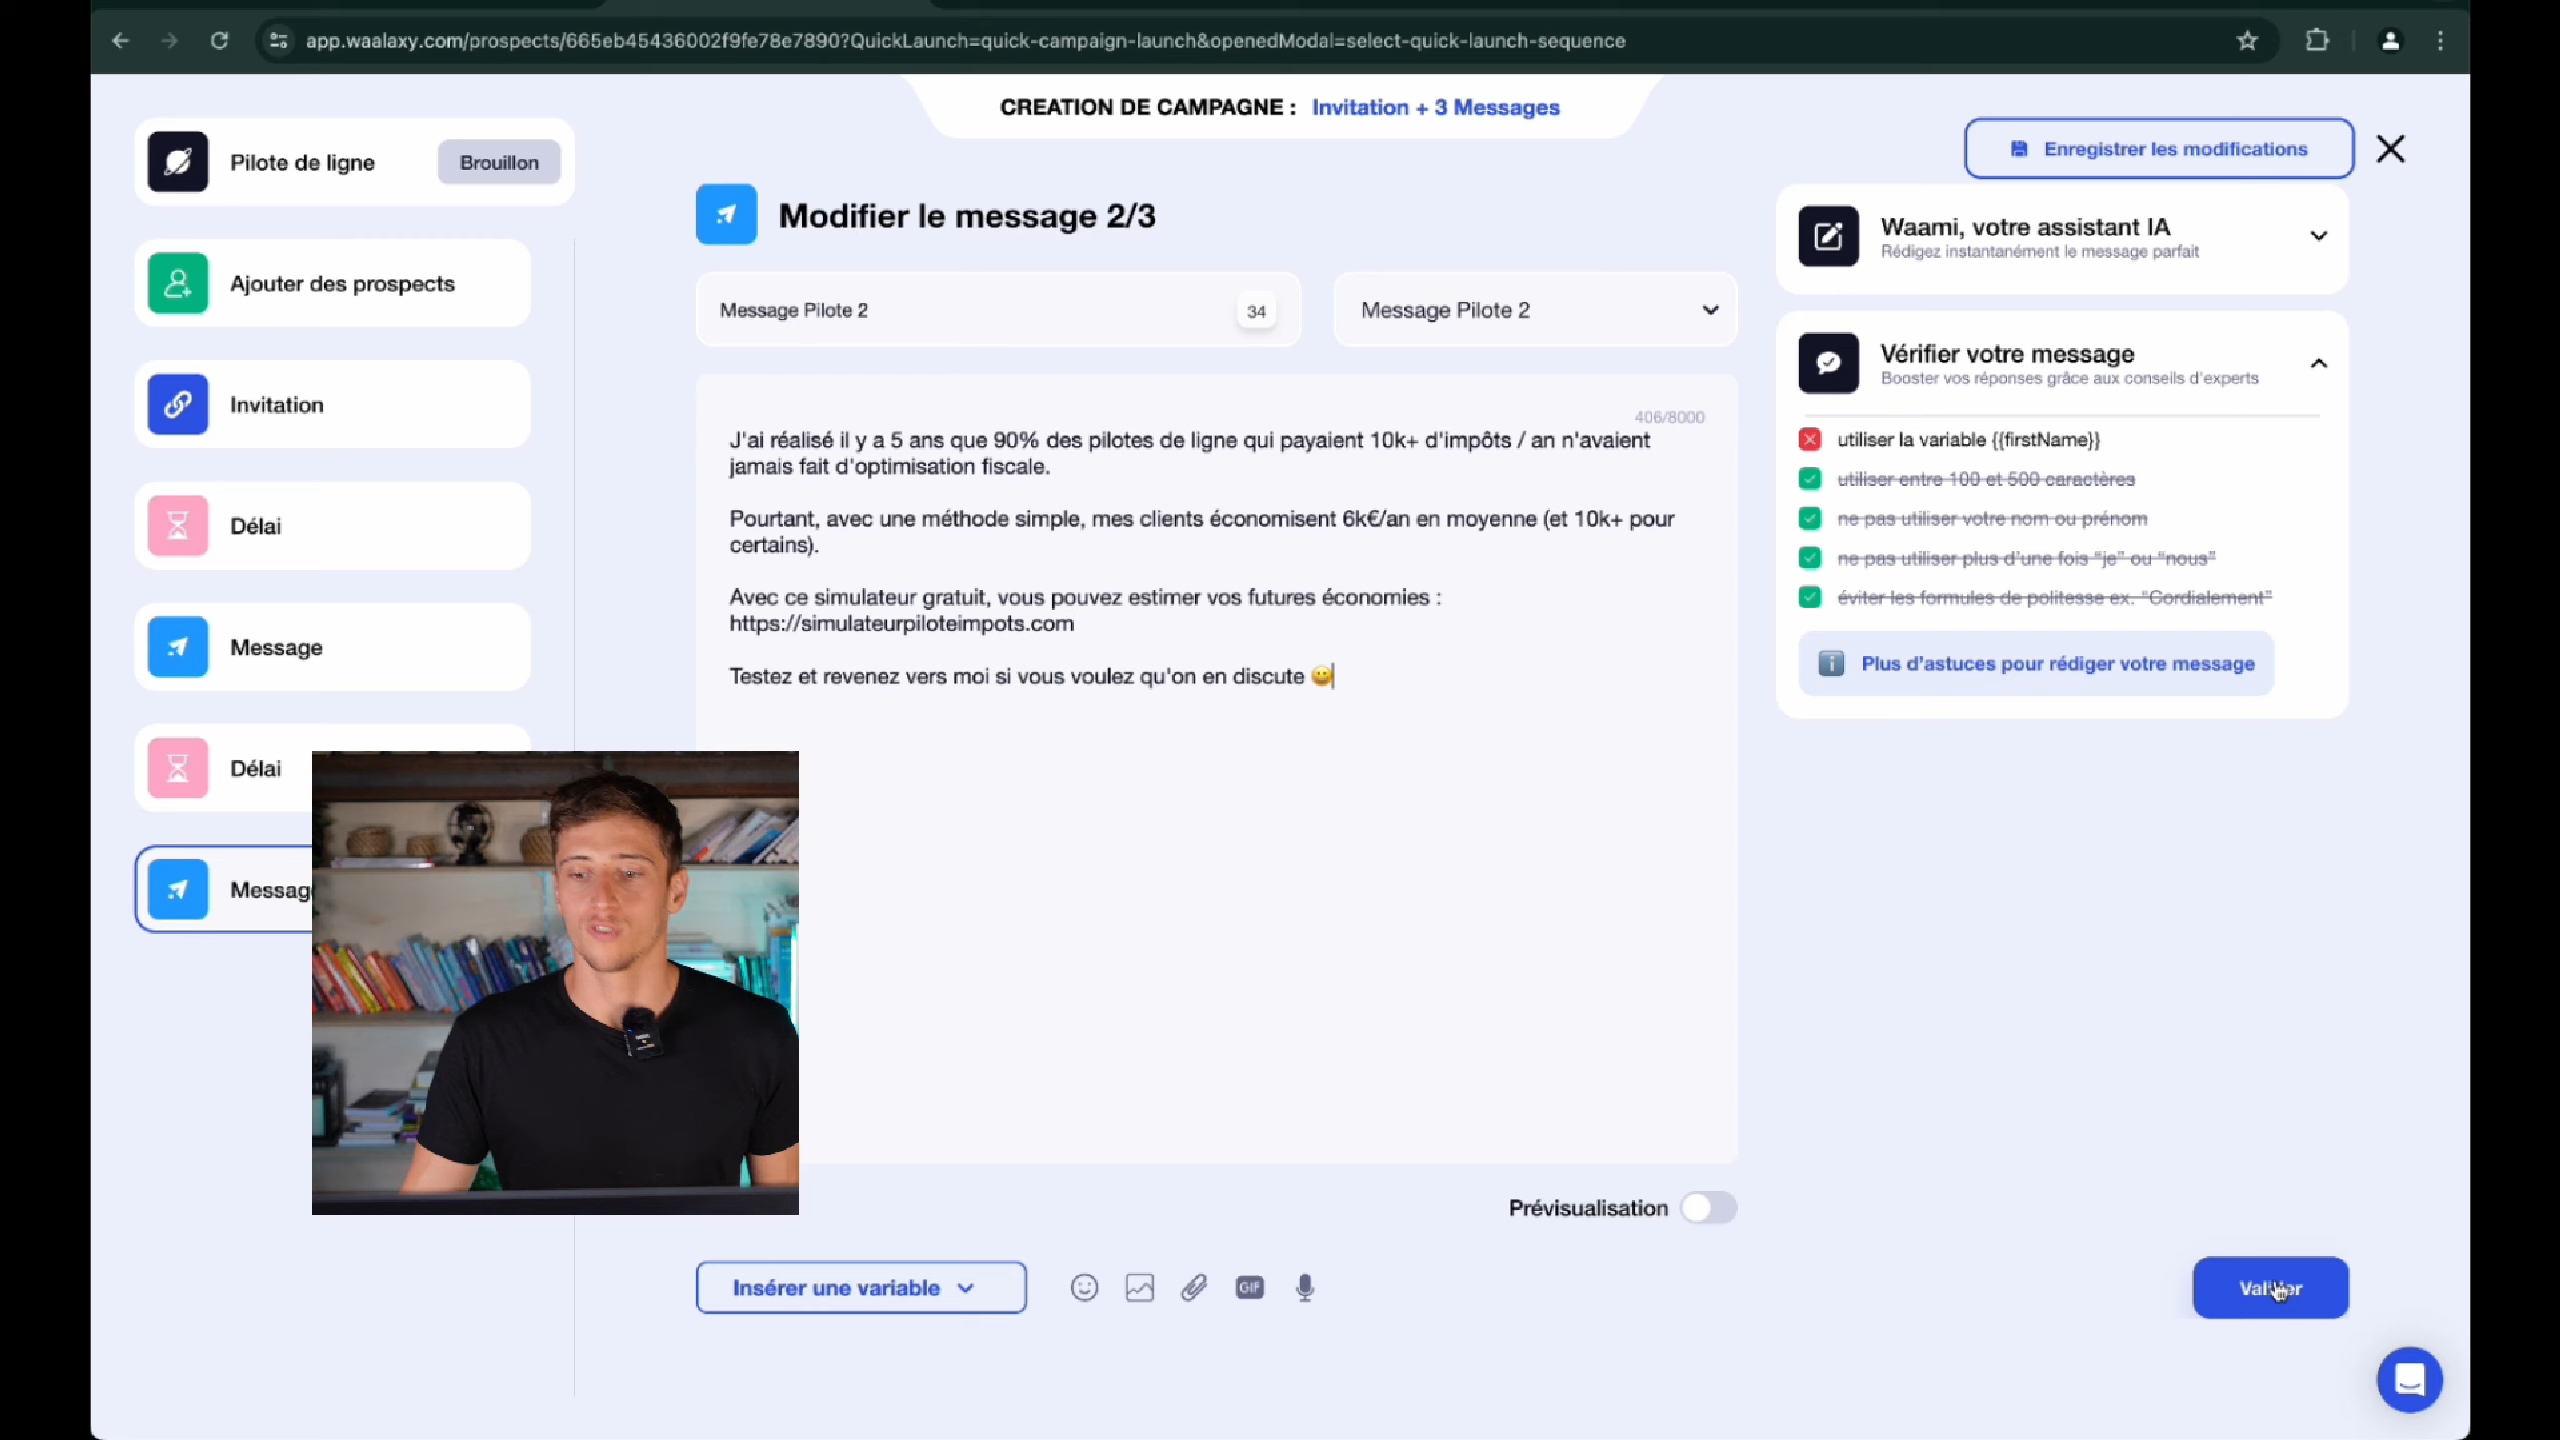 app.waalaxy.com/prospects/665eb45436002f9fe78e7890?QuickLaunch=quick-campaign-launch&openedModal=select-quick-launch-sequence
CREATION DE CAMPAGNE : Invitation + 3 Messages
Pilote de ligne
Brouillon
Enregistrer les modifications
Ajouter des prospects
Invitation
Délai
Message
Délai
Messag
Modifier le message 2/3
Message Pilote 2
34
Message Pilote 2
406/8000
J'ai réalisé il y a 5 ans que 90% des pilotes de ligne qui payaient 10k+ d'impôts / an n'avaient
jamais fait d'optimisation fiscale.
Pourtant, avec une méthode simple, mes clients économisent 6k€/an en moyenne (et 10k+ pour
certains).
Avec ce simulateur gratuit, vous pouvez estimer vos futures économies :
https://simulateurpiloteimpots.com
Testez et revenez vers moi si vous voulez qu'on en discute 😀
Waami, votre assistant IA
Rédigez instantanément le message parfait
Vérifier votre message
Booster vos réponses grâce aux conseils d'experts
utiliser la variable {{firstName}}
utiliser entre 100 et 500 caractères
ne pas utiliser votre nom ou prénom
ne pas utiliser plus d'une fois "je" ou "nous"
éviter les formules de politesse ex. "Cordialement"
Plus d'astuces pour rédiger votre message
Prévisualisation
Insérer une variable
GIF